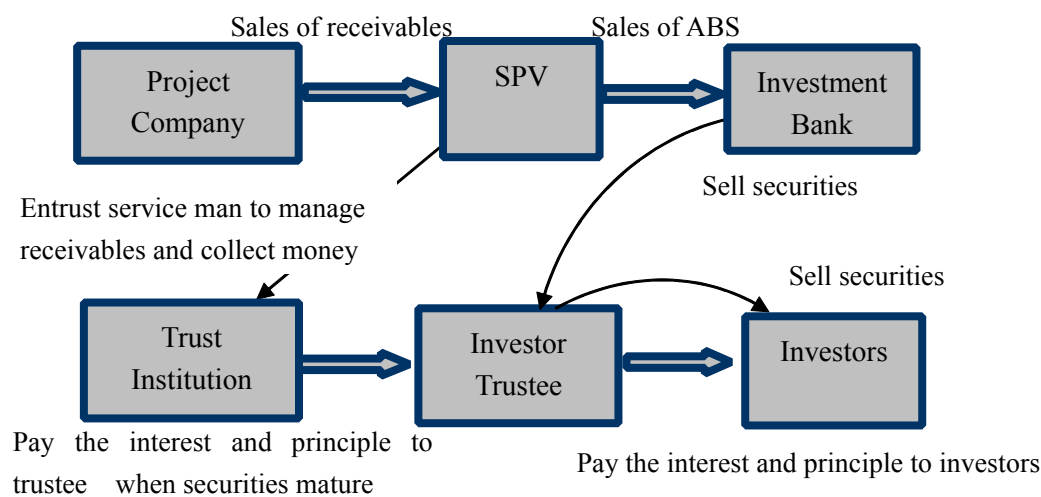 Sales of receivables
Sales of ABS
Project
Company
SPV
Investment
Bank
Sell securities
Entrust service man to manage
receivables and collect money
Sell securities
Trust
Institution
Investor
Trustee
Investors
Pay the interest and principle to
trustee when securities mature
Pay the interest and principle to investors